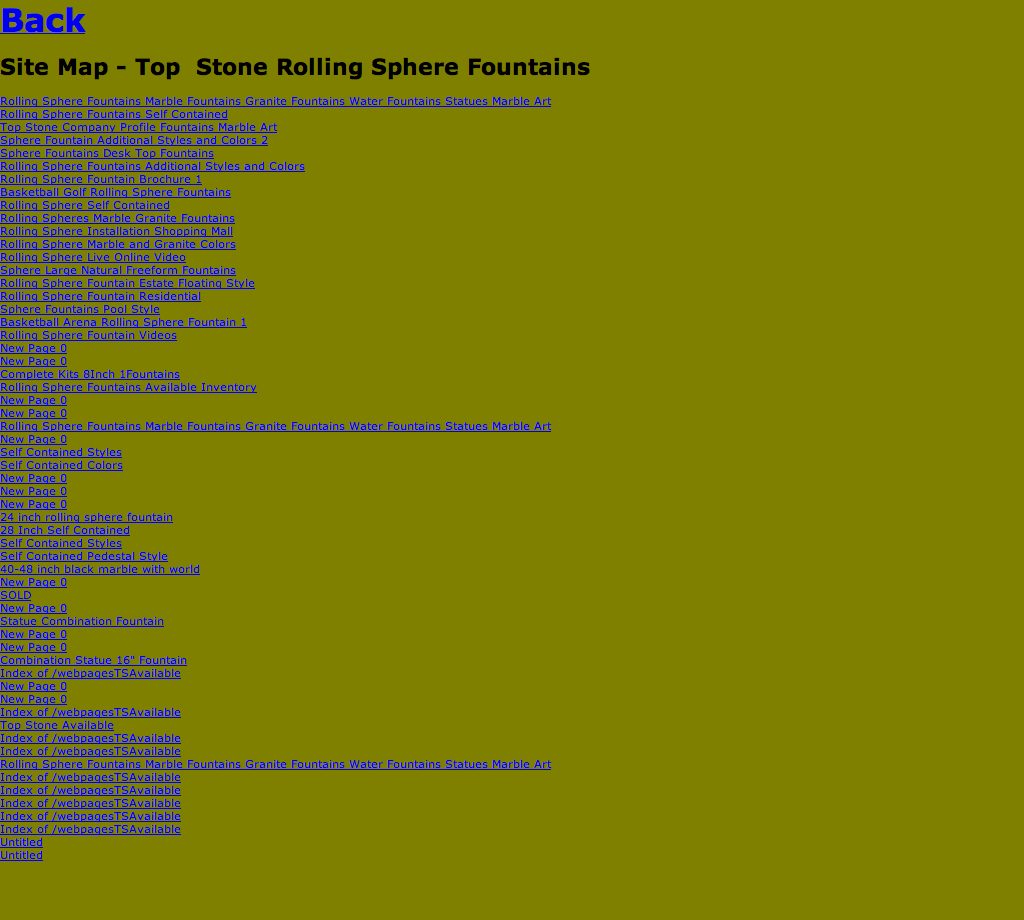 Back
Site Map - Top  Stone Rolling Sphere Fountains
Rolling Sphere Fountains Marble Fountains Granite Fountains Water Fountains Statues Marble Art
Rolling Sphere Fountains Self Contained
Top Stone Company Profile Fountains Marble Art
Sphere Fountain Additional Styles and Colors 2
Sphere Fountains Desk Top Fountains
Rolling Sphere Fountains Additional Styles and Colors
Rolling Sphere Fountain Brochure 1
Basketball Golf Rolling Sphere Fountains
Rolling Sphere Self Contained
Rolling Spheres Marble Granite Fountains
Rolling Sphere Installation Shopping Mall
Rolling Sphere Marble and Granite Colors
Rolling Sphere Live Online Video
Sphere Large Natural Freeform Fountains
Rolling Sphere Fountain Estate Floating Style
Rolling Sphere Fountain Residential
Sphere Fountains Pool Style
Basketball Arena Rolling Sphere Fountain 1
Rolling Sphere Fountain Videos
New Page 0
New Page 0
Complete Kits 8Inch 1Fountains
Rolling Sphere Fountains Available Inventory
New Page 0
New Page 0
Rolling Sphere Fountains Marble Fountains Granite Fountains Water Fountains Statues Marble Art
New Page 0
Self Contained Styles
Self Contained Colors
New Page 0
New Page 0
New Page 0
24 inch rolling sphere fountain
28 Inch Self Contained
Self Contained Styles
Self Contained Pedestal Style
40-48 inch black marble with world
New Page 0
SOLD
New Page 0
Statue Combination Fountain
New Page 0
New Page 0
Combination Statue 16" Fountain
Index of /webpagesTSAvailable
New Page 0
New Page 0
Index of /webpagesTSAvailable
Top Stone Available
Index of /webpagesTSAvailable
Index of /webpagesTSAvailable
Rolling Sphere Fountains Marble Fountains Granite Fountains Water Fountains Statues Marble Art
Index of /webpagesTSAvailable
Index of /webpagesTSAvailable
Index of /webpagesTSAvailable
Index of /webpagesTSAvailable
Index of /webpagesTSAvailable
Untitled
Untitled